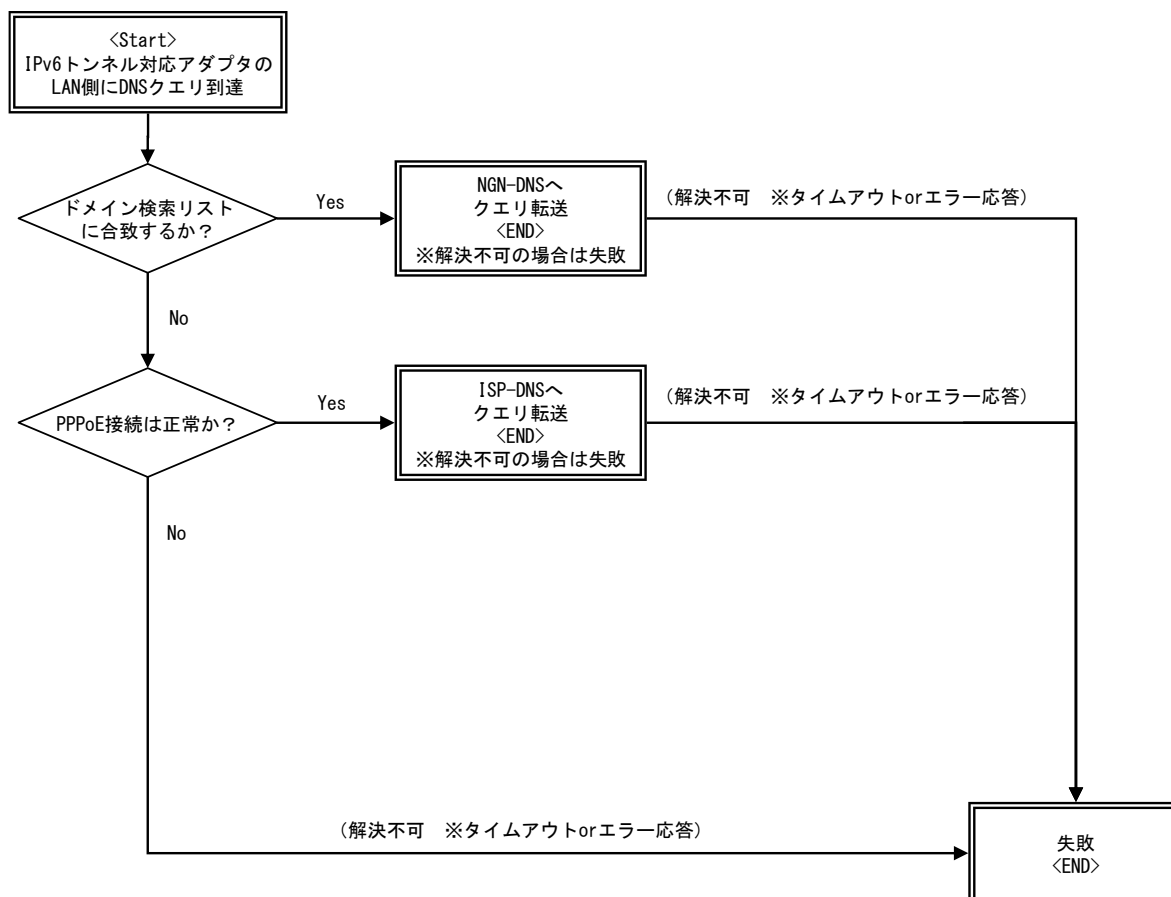 <Start>
IPv6トンネル対応アダプタの
LAN側にDNSクエリ到達
ドメイン検索リスト
に合致するか？
Yes
NGN-DNSへ
クエリ転送
<END>
※解決不可の場合は失敗
(解決不可　※タイムアウトorエラー応答)
No
PPPoE接続は正常か？
Yes
ISP-DNSへ
クエリ転送
<END>
※解決不可の場合は失敗
(解決不可　※タイムアウトorエラー応答)
No
(解決不可　※タイムアウトorエラー応答)
失敗
<END>